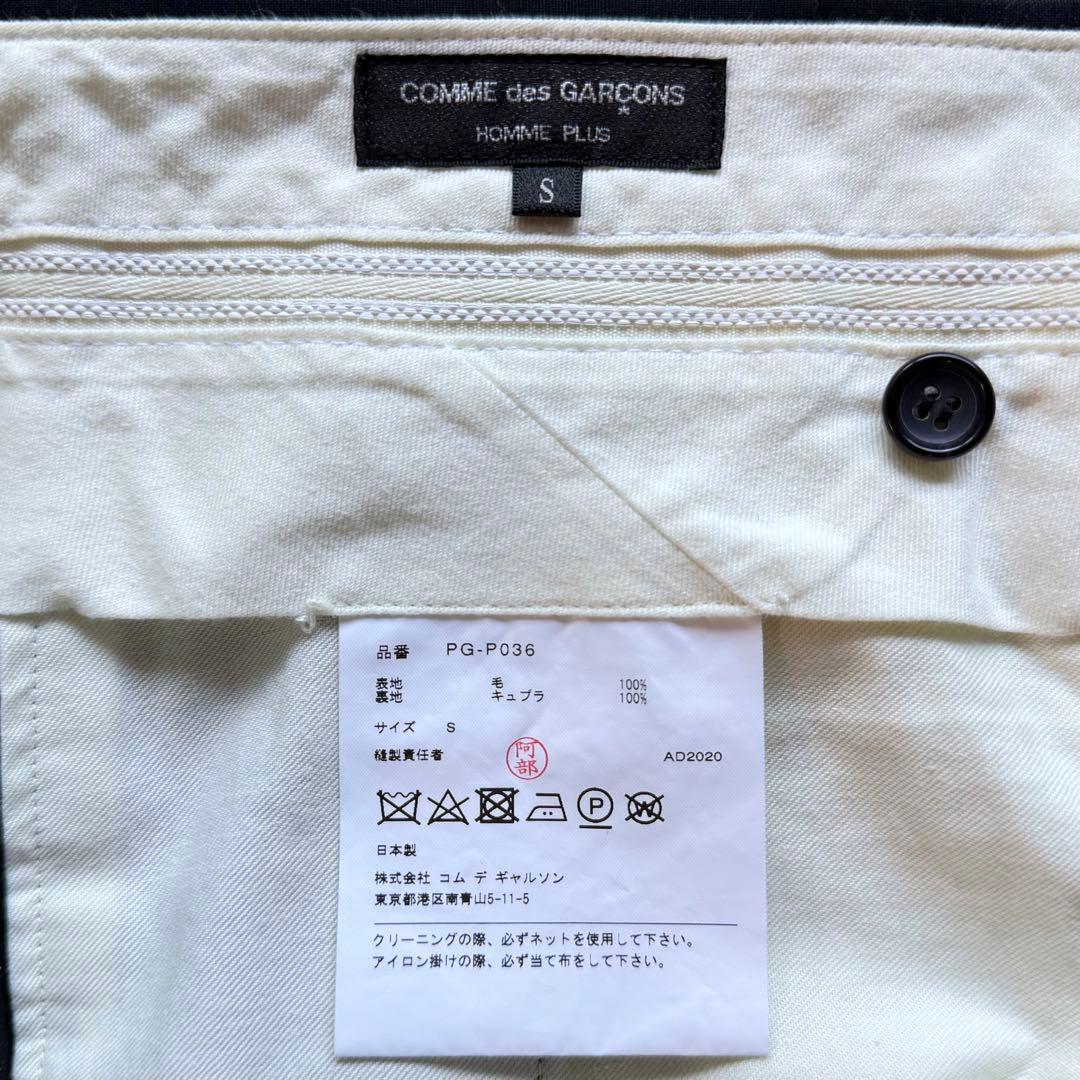 COMME des GARÇONS
HOMME PLUS
S
品番 PG-P036
表地 毛 100%
裏地 キュプラ 100%
サイズ S
縫製責任者 阿部 AD2020
P W
日本製
株式会社 コム デ ギャルソン
東京都港区南青山5-11-5
クリーニングの際、必ずネットを使用して下さい。
アイロン掛けの際、必ず当て布をして下さい。